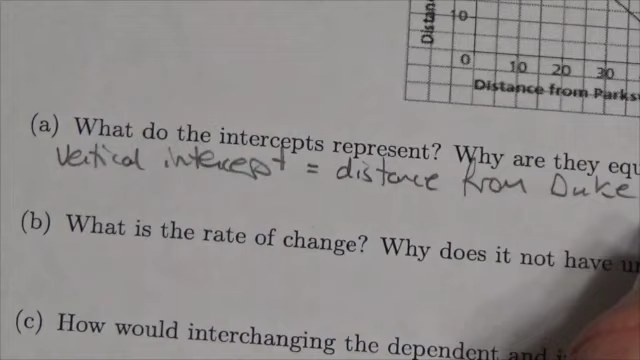 Distan
10
0 10 20 30
Distance from Parks
(a) What do the intercepts represent? Why are they equ
Vertical intercept = distance from Duke
(b) What is the rate of change? Why does it not have un
(c) How would interchanging the dependent and